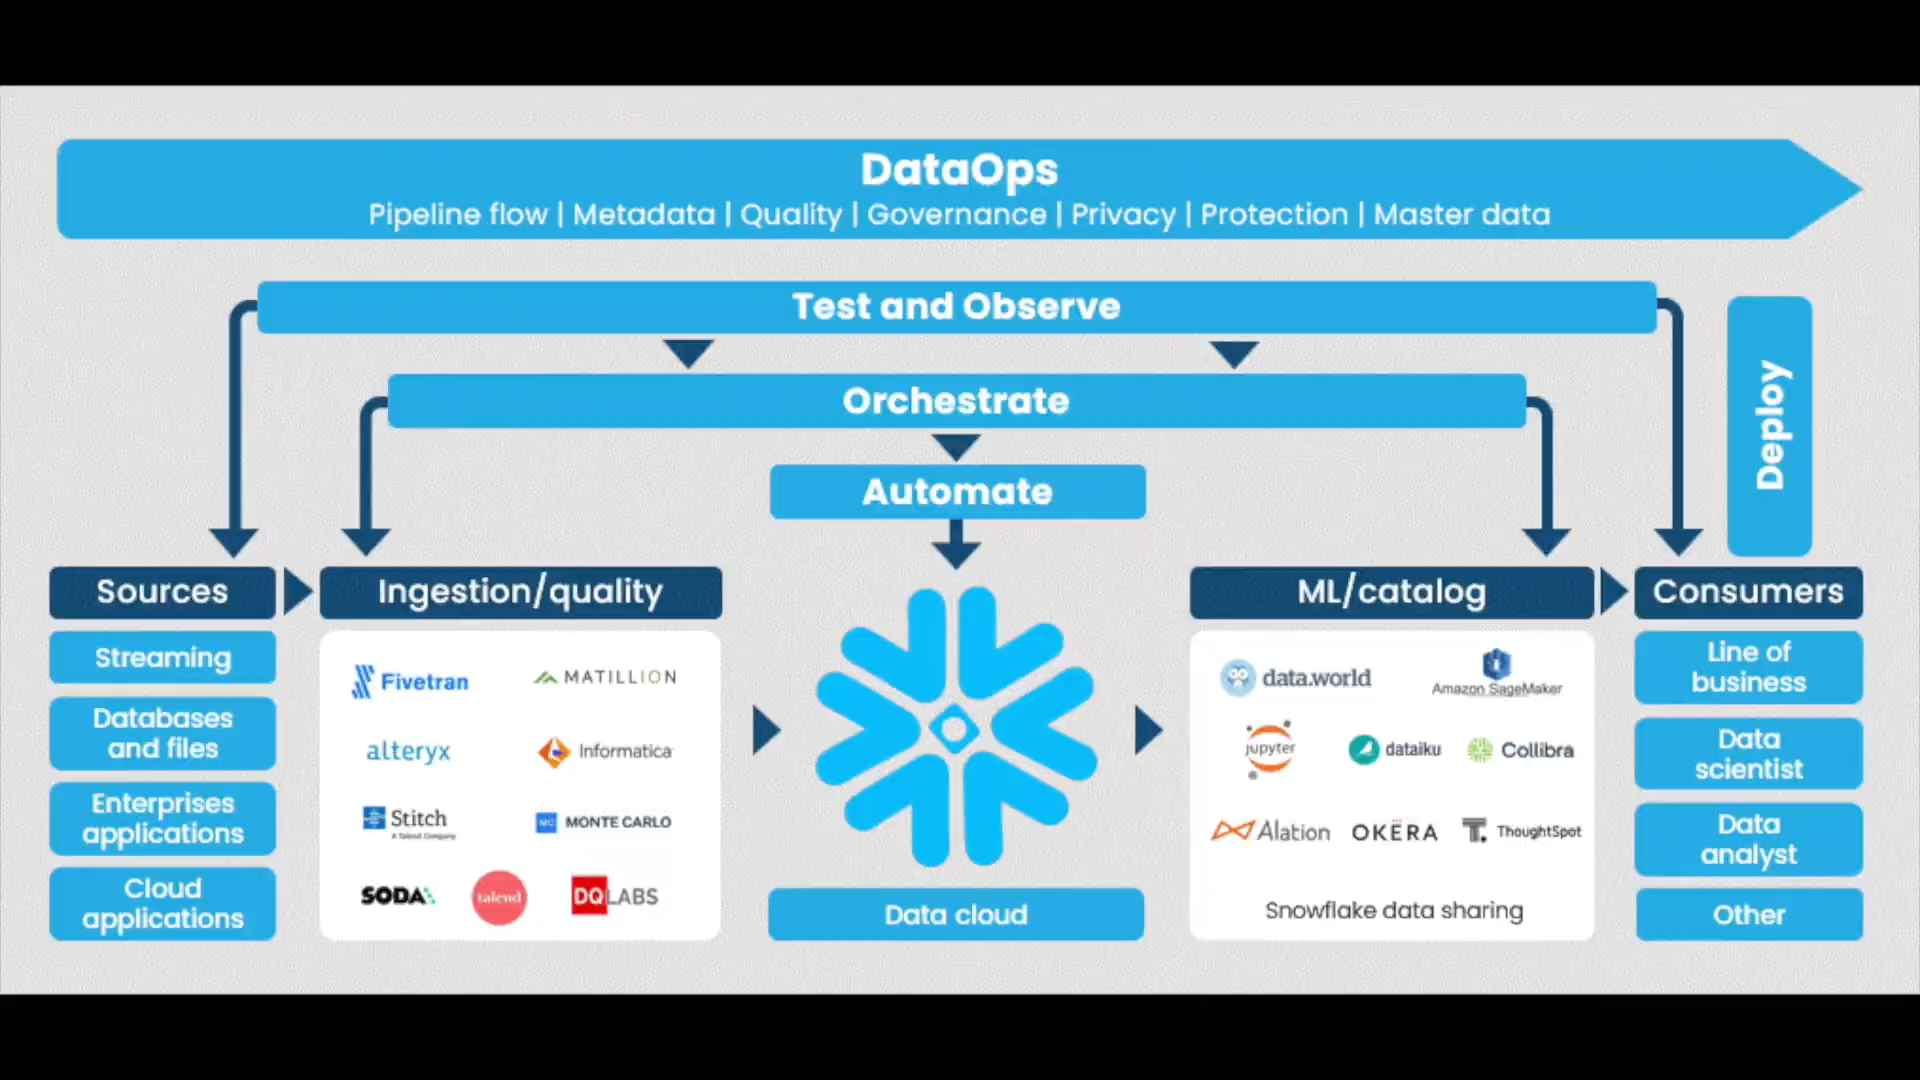 DataOps
Pipeline flow | Metadata | Quality | Governance | Privacy | Protection | Master data
Test and Observe
Orchestrate
Automate
Deploy
Sources
Streaming
Databases
and files
Enterprises
applications
Cloud
applications
Ingestion/quality
Fivetran
MATILLION
alteryx
Informatica
Stitch
A Talend Company
MC MONTE CARLO
SODA
talend
DQLABS
Data cloud
ML/catalog
data.world
Amazon SageMaker
jupyter
dataiku
Collibra
Alation
OKERA
T. ThoughtSpot
Snowflake data sharing
Consumers
Line of
business
Data
scientist
Data
analyst
Other